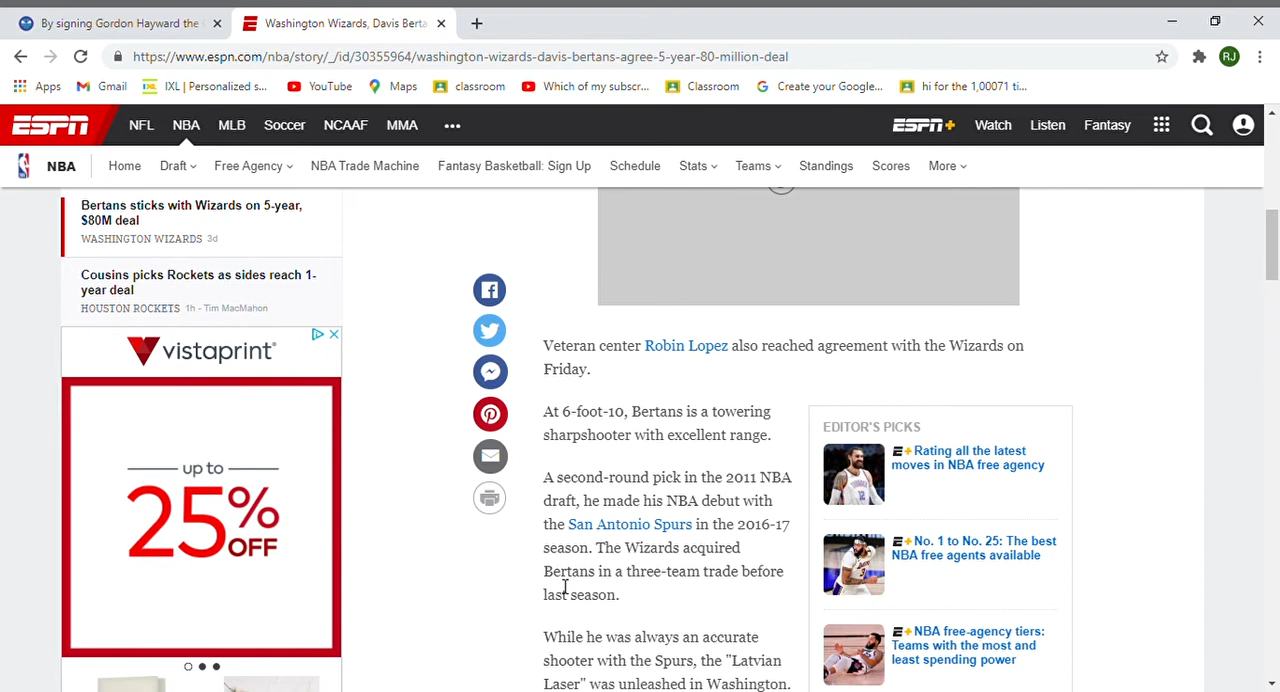 By signing Gordon Hayward the
Washington Wizards, Davis Berta
https://www.espn.com/nba/story/_/id/30355964/washington-wizards-davis-bertans-agree-5-year-80-million-deal
RJ
Apps
Gmail
IXL | Personalized s...
YouTube
Maps
classroom
Which of my subscr...
Classroom
Create your Google...
hi for the 1,00071 ti...
ESPN
NFL
NBA
MLB
Soccer
NCAAF
MMA
ESPN+
Watch
Listen
Fantasy
NBA
Home
Draft
Free Agency
NBA Trade Machine
Fantasy Basketball: Sign Up
Schedule
Stats
Teams
Standings
Scores
More
Bertans sticks with Wizards on 5-year,
$80M deal
WASHINGTON WIZARDS 3d
Cousins picks Rockets as sides reach 1-
year deal
HOUSTON ROCKETS 1h - Tim MacMahon
vistaprint
up to
25% OFF
Veteran center Robin Lopez also reached agreement with the Wizards on
Friday.
At 6-foot-10, Bertans is a towering
sharpshooter with excellent range.
A second-round pick in the 2011 NBA
draft, he made his NBA debut with
the San Antonio Spurs in the 2016-17
season. The Wizards acquired
Bertans in a three-team trade before
last season.
While he was always an accurate
shooter with the Spurs, the "Latvian
Laser" was unleashed in Washington.
EDITOR'S PICKS
E+ Rating all the latest
moves in NBA free agency
E+ No. 1 to No. 25: The best
NBA free agents available
E+ NBA free-agency tiers:
Teams with the most and
least spending power